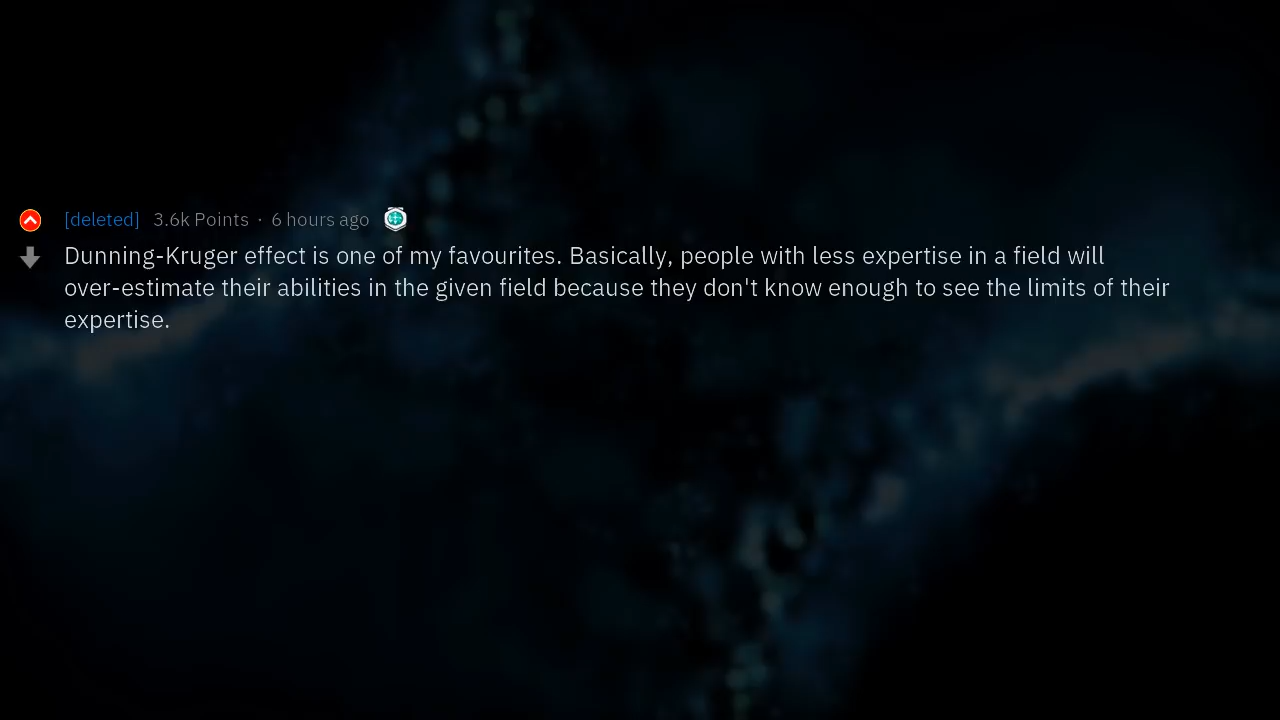 [deleted] 3.6k Points · 6 hours ago
Dunning-Kruger effect is one of my favourites. Basically, people with less expertise in a field will
over-estimate their abilities in the given field because they don't know enough to see the limits of their
expertise.